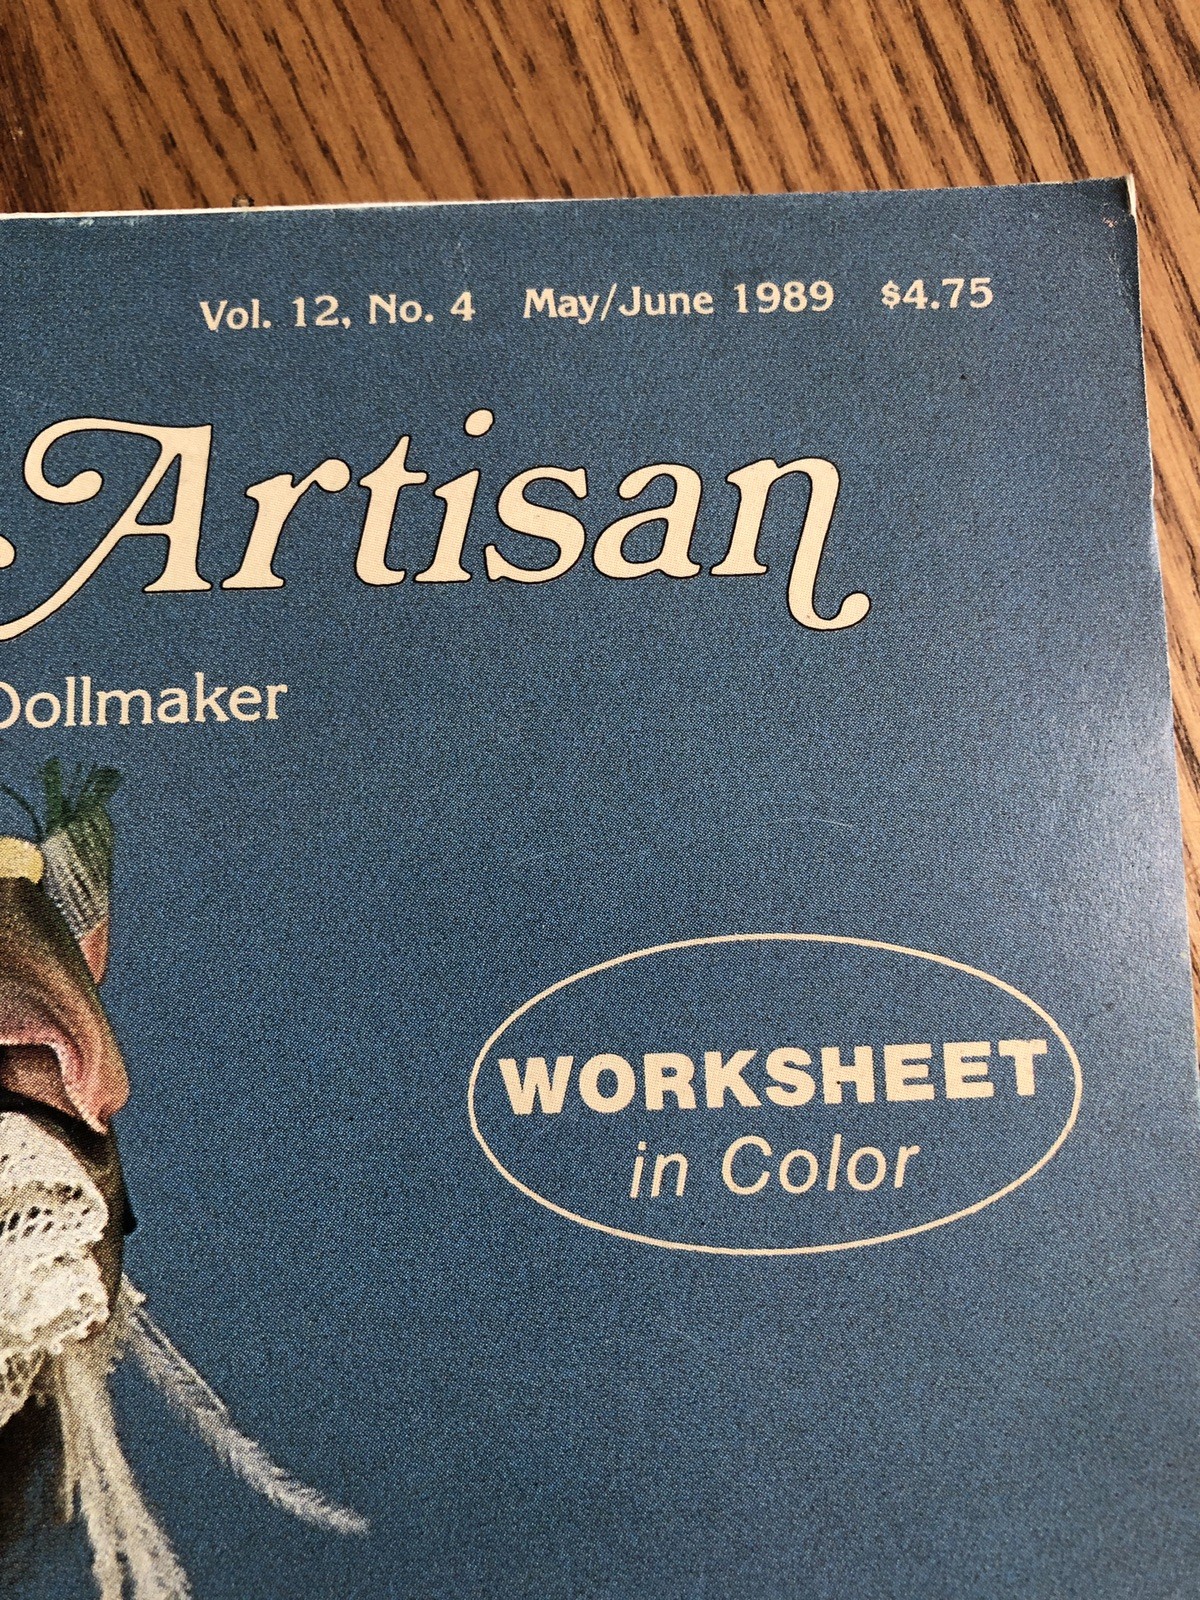 Vol. 12, No. 4 May/June 1989 $4.75
Artisan
Dollmaker
WORKSHEET
in Color